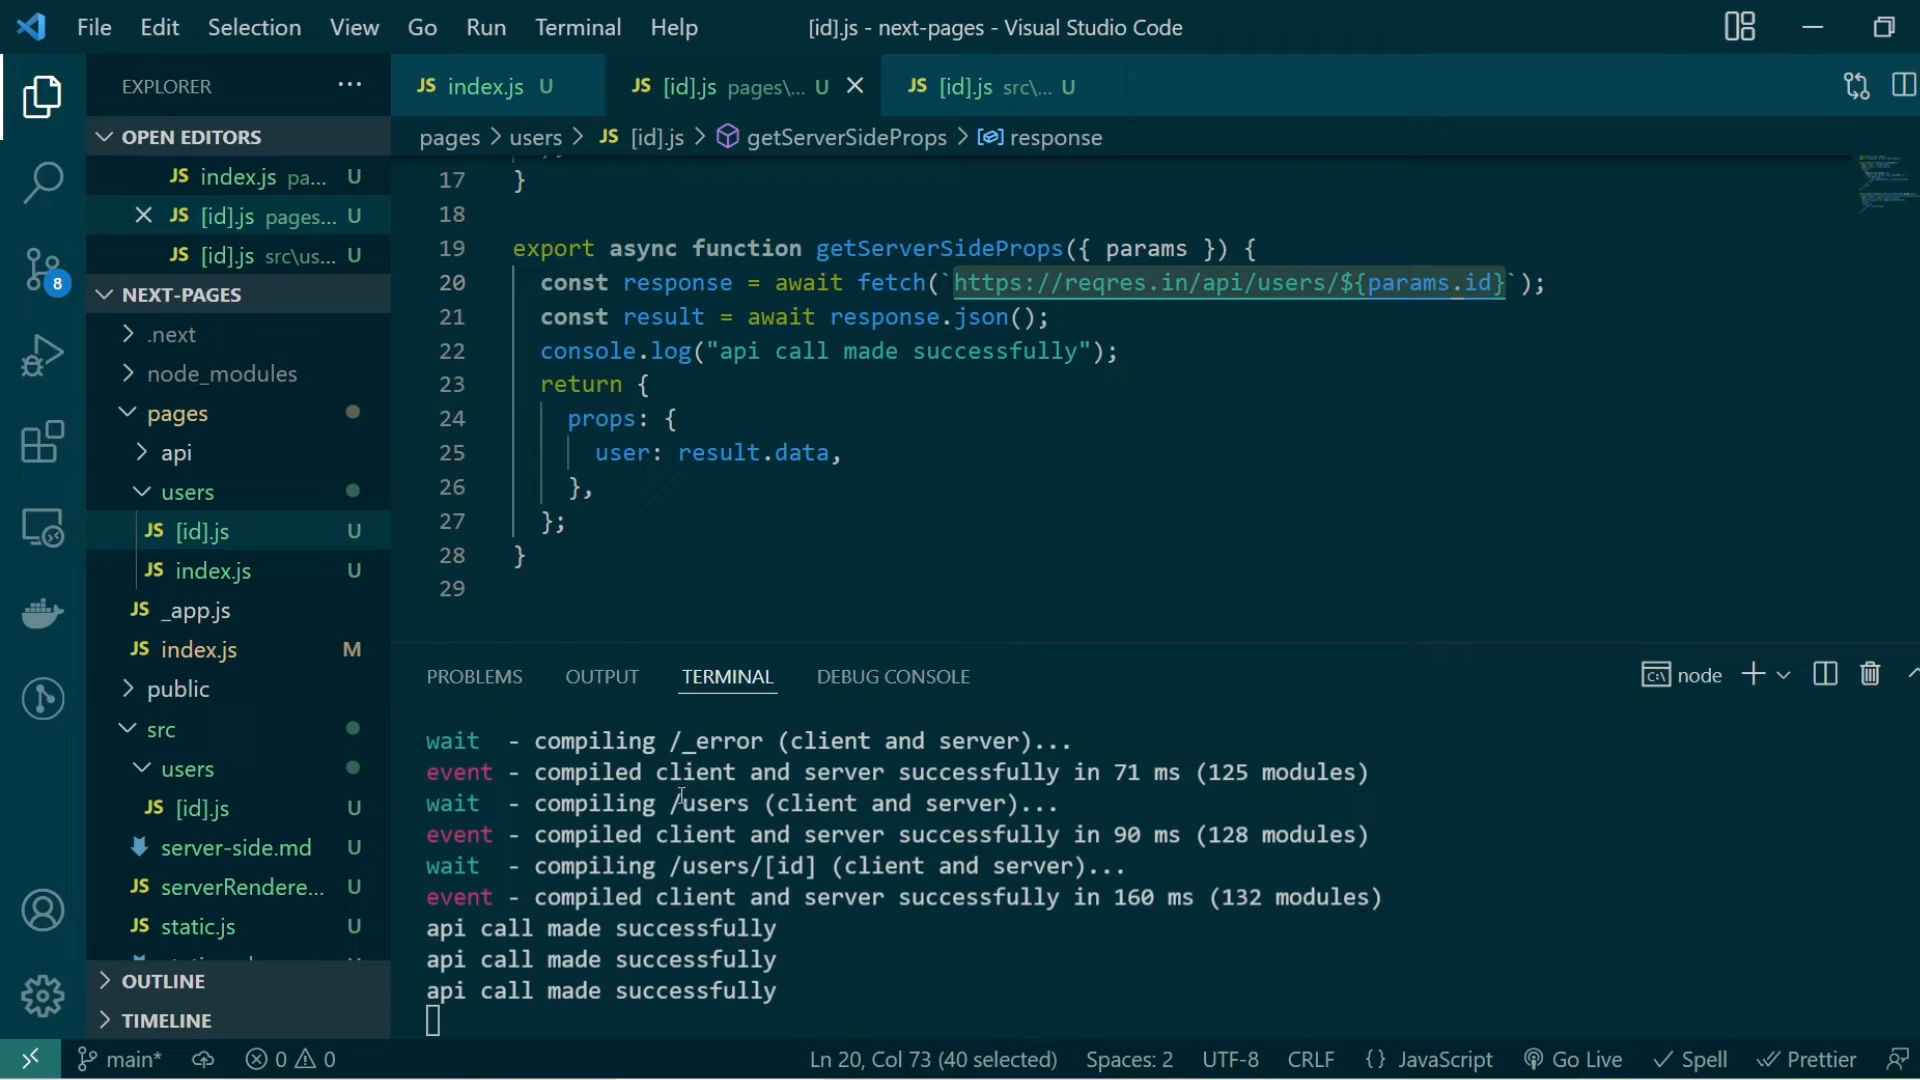 File Edit Selection View Go Run Terminal Help [id].js - next-pages - Visual Studio Code
EXPLORER ...
JS index.js U JS [id].js pages\... U JS [id].js src\... U
OPEN EDITORS
pages > users > JS [id].js > getServerSideProps > response
JS index.js pa... U
JS [id].js pages... U
JS [id].js src\us... U
NEXT-PAGES
.next
node_modules
pages
api
users
JS [id].js U
JS index.js U
JS _app.js
JS index.js M
public
src
users
JS [id].js U
server-side.md U
JS serverRendere... U
JS static.js U
OUTLINE
TIMELINE
8
17 }
18
19 export async function getServerSideProps({ params }) {
20 const response = await fetch(`https://reqres.in/api/users/${params.id}`);
21 const result = await response.json();
22 console.log("api call made successfully");
23 return {
24 props: {
25 user: result.data,
26 },
27 };
28 }
29
PROBLEMS OUTPUT TERMINAL DEBUG CONSOLE node
wait - compiling /_error (client and server)...
event - compiled client and server successfully in 71 ms (125 modules)
wait - compiling /users (client and server)...
event - compiled client and server successfully in 90 ms (128 modules)
wait - compiling /users/[id] (client and server)...
event - compiled client and server successfully in 160 ms (132 modules)
api call made successfully
api call made successfully
api call made successfully
main* 0 0 Ln 20, Col 73 (40 selected) Spaces: 2 UTF-8 CRLF {} JavaScript Go Live Spell Prettier